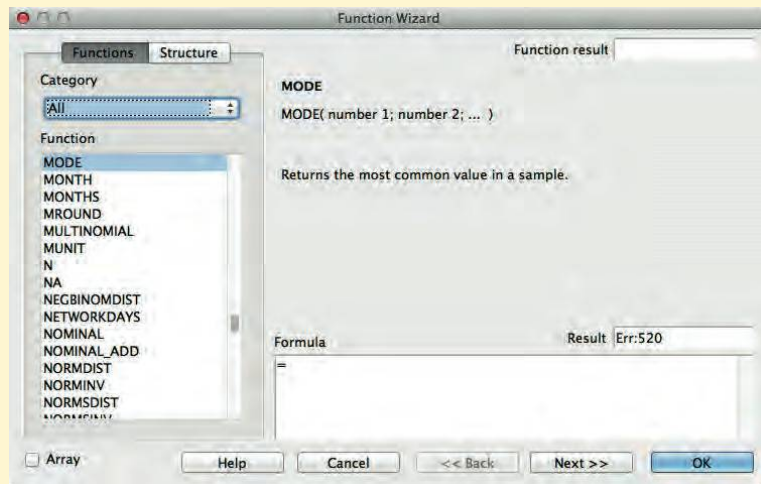 Function Wizard
Functions Structure
Function result
Category
All
Function
MODE
MONTH
MONTHS
MROUND
MULTINOMIAL
MUNIT
N
NA
NEGBINOMDIST
NETWORKDAYS
NOMINAL
NOMINAL_ADD
NORMDIST
NORMINV
NORMSDIST
NORMSINV
MODE
MODE( number 1; number 2; ... )
Returns the most common value in a sample.
Formula
Result Err:520
=
Array
Help
Cancel
<< Back
Next >>
OK